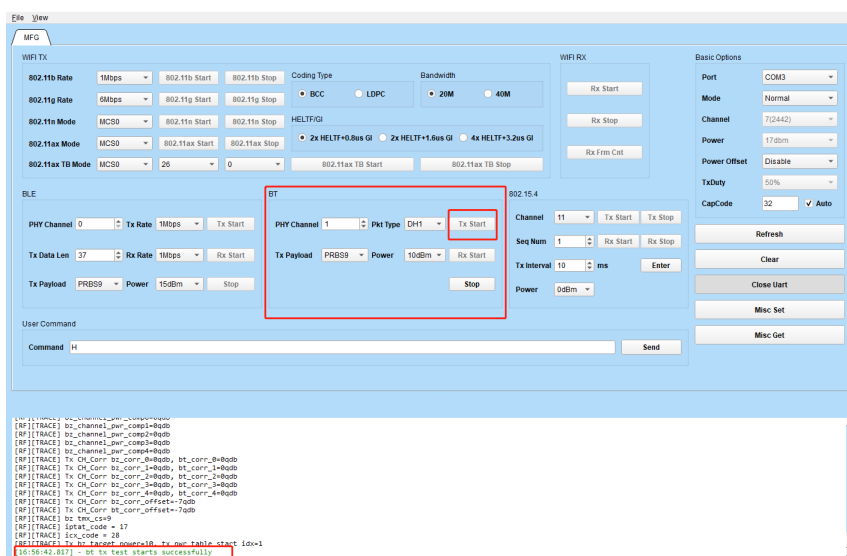 File View
MFG
WIFI TX
802.11b Rate 1Mbps 802.11b Start 802.11b Stop
802.11g Rate 6Mbps 802.11g Start 802.11g Stop
802.11n Mode MCS0 802.11n Start 802.11n Stop
802.11ax Mode MCS0 802.11ax Start 802.11ax Stop
802.11ax TB Mode MCS0 26 0 802.11ax TB Start 802.11ax TB Stop
Coding Type
BCC LDPC
Bandwidth
20M 40M
HELTF/GI
2x HELTF+0.8us GI 2x HELTF+1.6us GI 4x HELTF+3.2us GI
WIFI RX
Rx Start
Rx Stop
Rx Frm Cnt
Basic Options
Port COM3
Mode Normal
Channel 7(2442)
Power 17dbm
Power Offset Disable
TxDuty 50%
CapCode 32 Auto
Refresh
Clear
Close Uart
Misc Set
Misc Get
BLE
PHY Channel 0 Tx Rate 1Mbps Tx Start
Tx Data Len 37 Rx Rate 1Mbps Rx Start
Tx Payload PRBS9 Power 15dBm Stop
BT
PHY Channel 1 Pkt Type DH1 Tx Start
Tx Payload PRBS9 Power 10dBm Rx Start
Stop
802.15.4
Channel 11 Tx Start Tx Stop
Seq Num 1 Rx Start Rx Stop
Tx Interval 10 ms Enter
Power 0dBm
User Command
Command H Send
[RF][TRACE] bz_channel_pwr_comp0=0qdb
[RF][TRACE] bz_channel_pwr_comp1=0qdb
[RF][TRACE] bz_channel_pwr_comp2=0qdb
[RF][TRACE] bz_channel_pwr_comp3=0qdb
[RF][TRACE] bz_channel_pwr_comp4=0qdb
[RF][TRACE] Tx CH_Corr bz_corr_0=0qdb, bt_corr_0=0qdb
[RF][TRACE] Tx CH_Corr bz_corr_1=0qdb, bt_corr_1=0qdb
[RF][TRACE] Tx CH_Corr bz_corr_2=0qdb, bt_corr_2=0qdb
[RF][TRACE] Tx CH_Corr bz_corr_3=0qdb, bt_corr_3=0qdb
[RF][TRACE] Tx CH_Corr bz_corr_4=0qdb, bt_corr_4=0qdb
[RF][TRACE] Tx CH_Corr bz_corr_offset=-7qdb
[RF][TRACE] Tx CH_Corr bt_corr_offset=-7qdb
[RF][TRACE] bz tmx_cs=9
[RF][TRACE] iptat_code = 17
[RF][TRACE] icx_code = 28
[RF][TRACE] Tx bz target power=10, tx pwr table start idx=1
[16:56:42.817] - bt tx test starts successfully